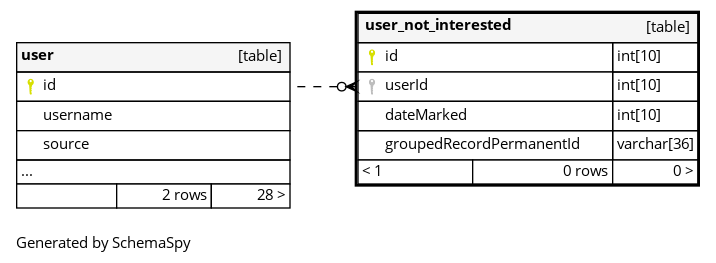 user [table]
id
username
source
...
2 rows 28 >
user_not_interested [table]
id int[10]
userId int[10]
dateMarked int[10]
groupedRecordPermanentId varchar[36]
< 1 0 rows 0 >
Generated by SchemaSpy